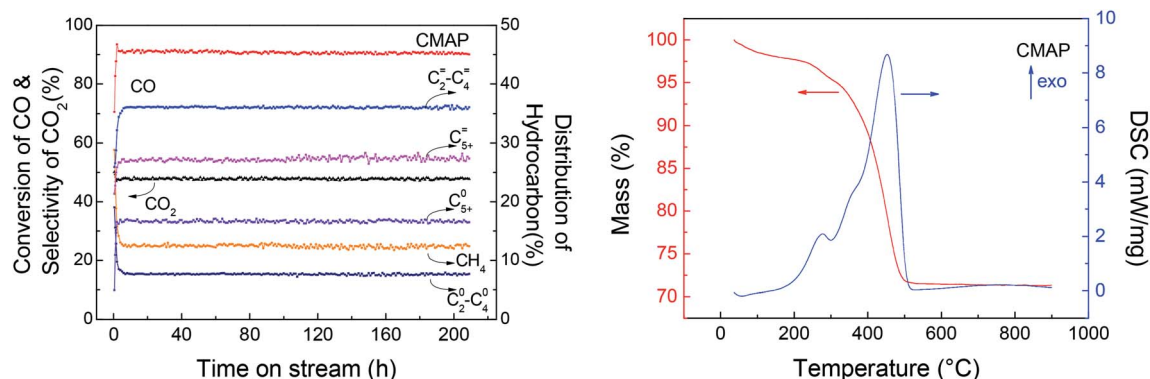 Conversion of CO &
Selectivity of CO₂(%)
100
80
60
40
20
0
CMAP
CO
C₂⁼-C₄⁼
C₅₊⁼
CO₂
C₅₊⁰
CH₄
C₂⁰-C₄⁰
50
40
30
20
10
0
Distribution of
Hydrocarbon(%)
0 40 80 120 160 200
Time on stream (h)
Mass (%)
100
95
90
85
80
75
70
CMAP
exo
10
8
6
4
2
0
DSC (mW/mg)
0 200 400 600 800 1000
Temperature (°C)